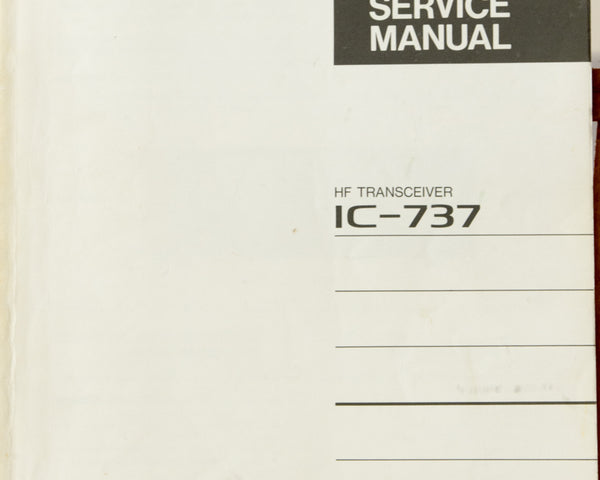 SERVICE
MANUAL
HF TRANSCEIVER
IC-737